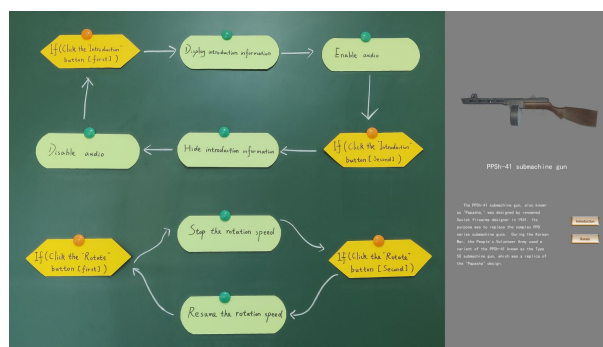 If (Click the "Introduction"
button [first])
Display introduction information
Enable audio
If (Click the "Introduction"
button [Second])
Hide introduction information
Disable audio
If (Click the "Rotate"
button [first])
Stop the rotation speed
If (Click the "Rotate"
button [Second])
Resume the rotation speed
PPSh-41 submachine gun
The PPSh-41 submachine gun, also known
as "Papasha," was designed by renowned
Soviet firearms designer in 1941. Its
purpose was to replace the complex PPD
series submachine guns. During the Korean
War, the People's Volunteer Army used a
variant of the PPSh-41 known as the Type
50 submachine gun, which was a replica of
the "Papasha" design.
Introduction
Rotate